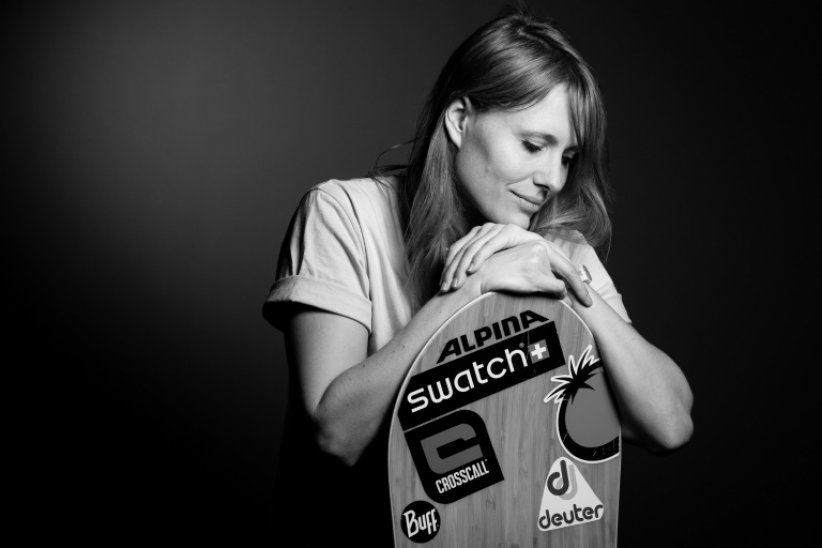 ALPINA
swatch+
CROSSCALL
Buff
deuter